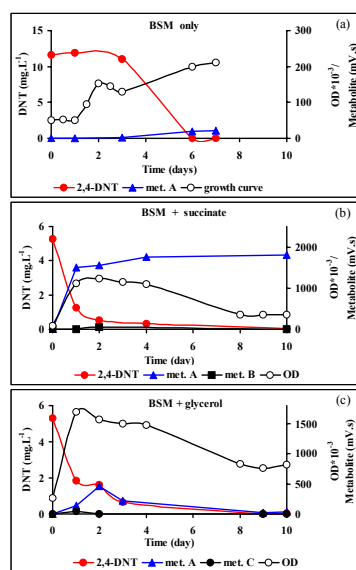 BSM only
(a)
DNT (mg.L-1)
15
10
5
0
300
200
100
0
OD*10-3/
Metabolite (mV.s)
0 2 4 6 8 10
Time (days)
2,4-DNT met. A growth curve
BSM + succinate
(b)
DNT (mg.L-1)
6
4
2
0
2000
1000
0
OD*10-3/
Metabolite (mV.s)
0 2 4 6 8 10
Time (day)
2,4-DNT met. A met. B OD
BSM + glycerol
(c)
DNT (mg.L-1)
6
4
2
0
1500
1000
500
0
OD*10-3
Metabolite (mV.s)
0 2 4 6 8 10
Time (day)
2,4-DNT met. A met. C OD